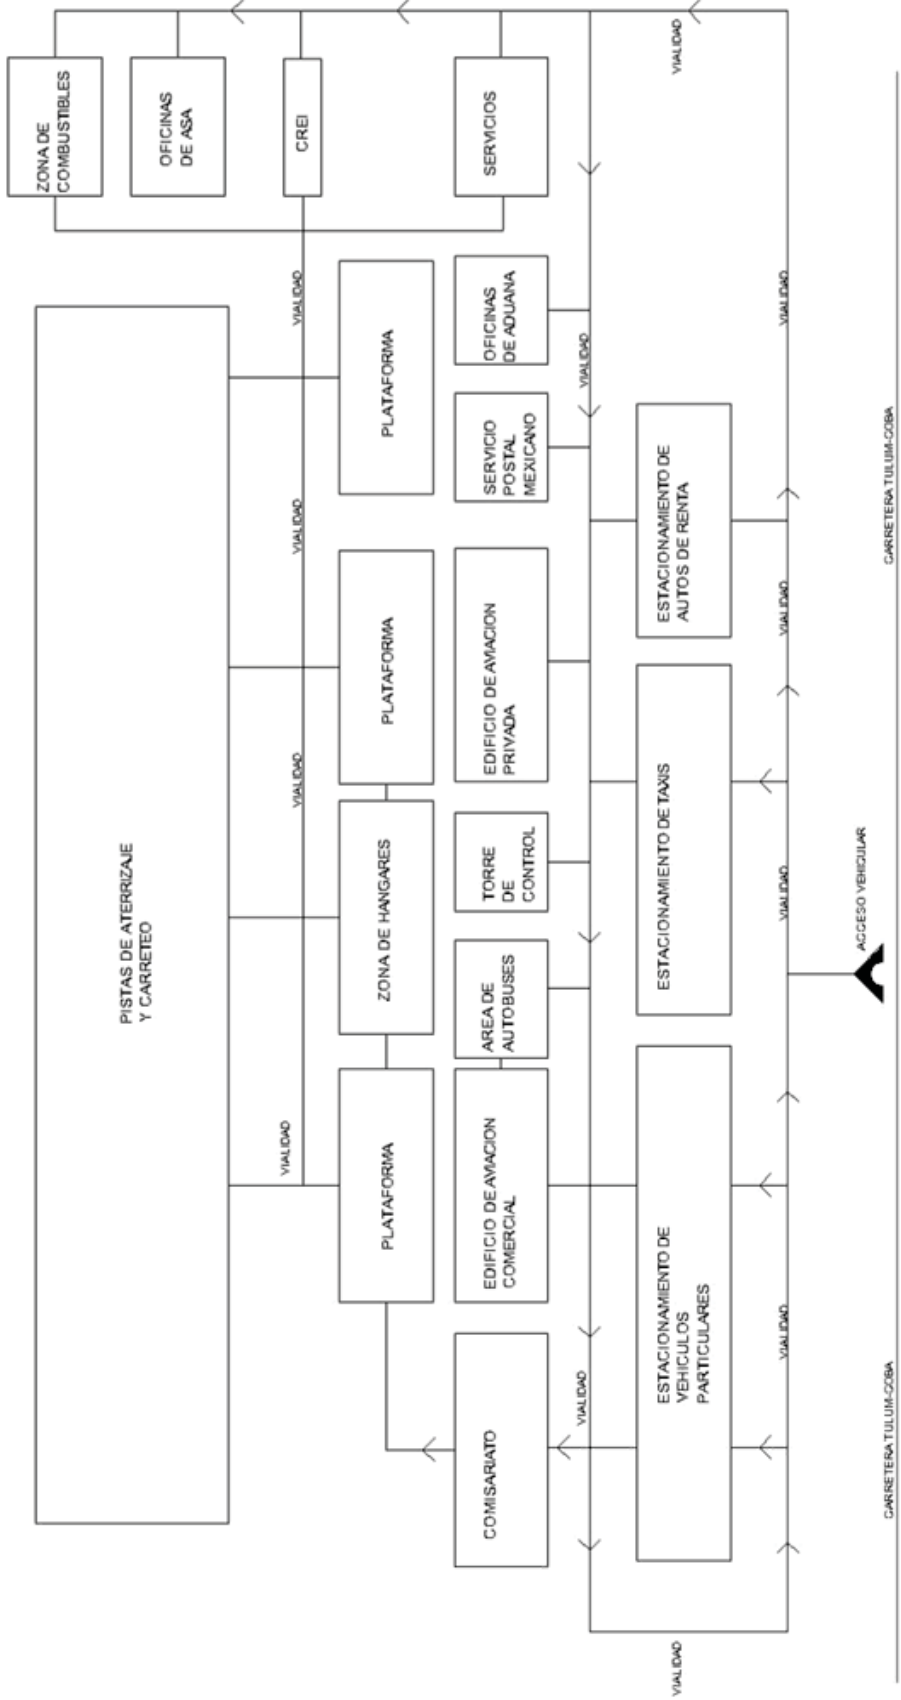 PISTAS DE ATERRIZAJE
Y CARRETEO
ZONA DE
COMBUSTIBLES
OFICINAS
DE ASA
VIALIDAD
VIALIDAD
VIALIDAD
VIALIDAD
CREI
PLATAFORMA
ZONA DE HANGARES
PLATAFORMA
PLATAFORMA
COMISARIATO
EDIFICIO DE AVIACION
COMERCIAL
AREA DE
AUTOBUSES
TORRE
DE
CONTROL
EDIFICIO DE AVIACION
PRIVADA
SERVICIO
POSTAL
MEXICANO
OFICINAS
DE ADUANA
SERVICIOS
VIALIDAD
VIALIDAD
VIALIDAD
ESTACIONAMIENTO DE
VEHICULOS
PARTICULARES
ESTACIONAMIENTO DE TAXIS
ESTACIONAMIENTO DE
AUTOS DE RENTA
VIALIDAD
VIALIDAD
VIALIDAD
VIALIDAD
VIALIDAD
ACCESO VEHICULAR
CARRETERA TULUM-COBA
CARRETERA TULUM-COBA